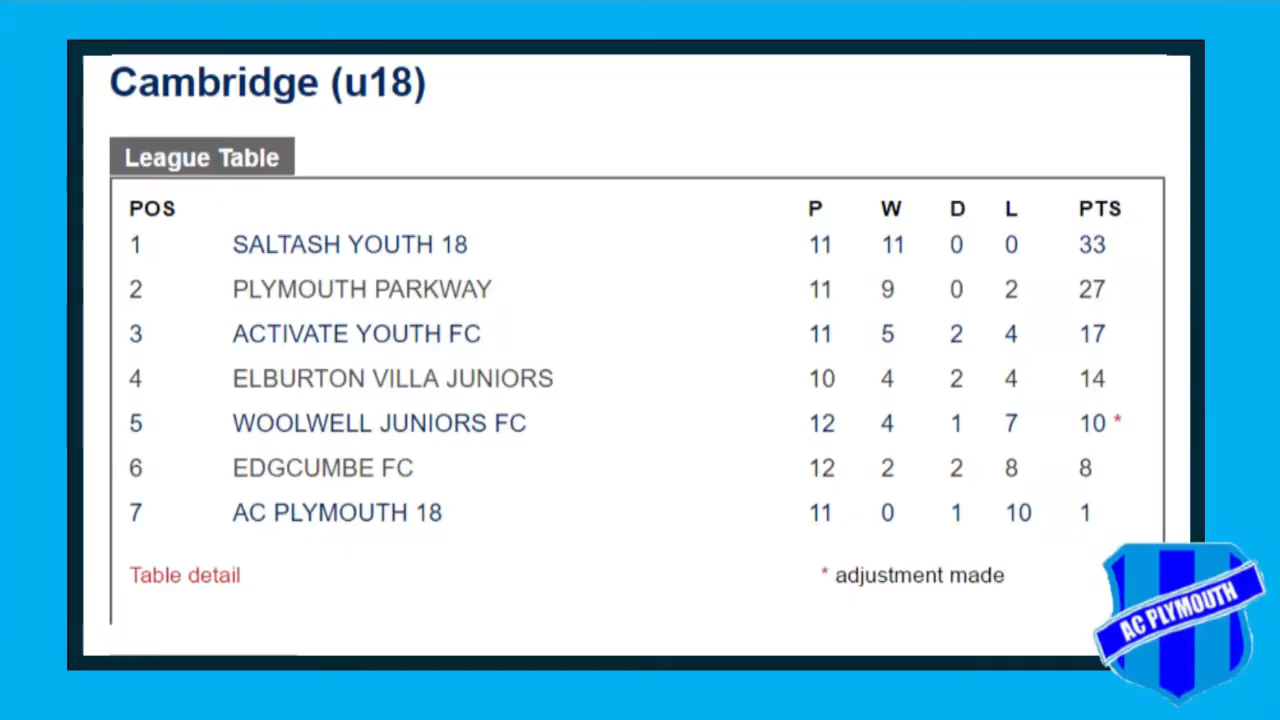 Cambridge (u18)
League Table
POS P W D L PTS
1 SALTASH YOUTH 18 11 11 0 0 33
2 PLYMOUTH PARKWAY 11 9 0 2 27
3 ACTIVATE YOUTH FC 11 5 2 4 17
4 ELBURTON VILLA JUNIORS 10 4 2 4 14
5 WOOLWELL JUNIORS FC 12 4 1 7 10 *
6 EDGCUMBE FC 12 2 2 8 8
7 AC PLYMOUTH 18 11 0 1 10 1
Table detail * adjustment made
AC PLYMOUTH